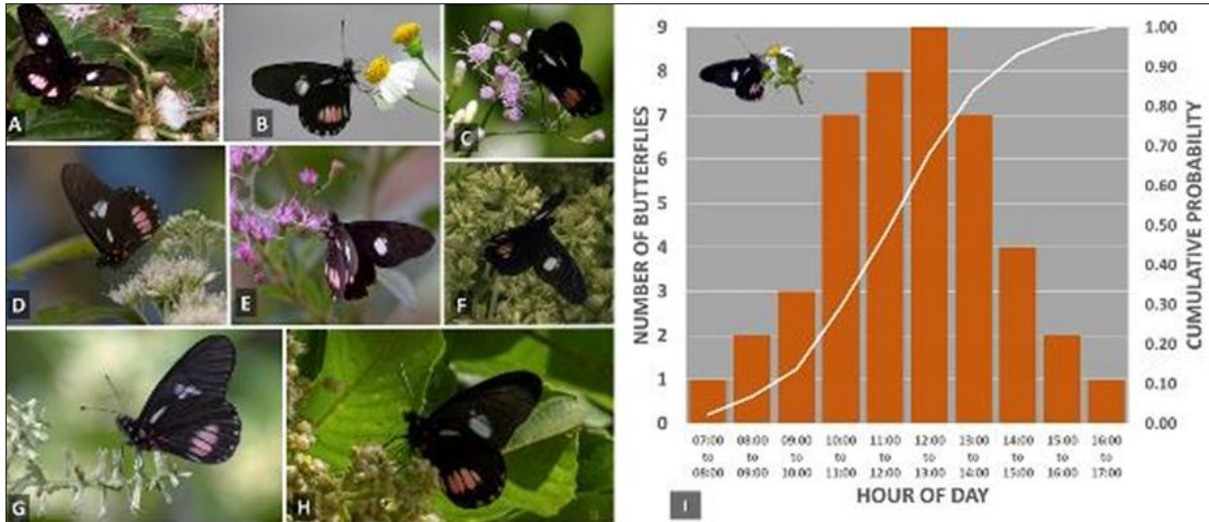 A
B
C
D
E
F
G
H
9
8
7
6
5
4
3
2
1
0
NUMBER OF BUTTERFLIES
1.00
0.90
0.80
0.70
0.60
0.50
0.40
0.30
0.20
0.10
0.00
CUMULATIVE PROBABILITY
07:00 08:00 09:00 10:00 11:00 12:00 13:00 14:00 15:00 16:00
to to to to to to to to to to
08:00 09:00 10:00 11:00 12:00 13:00 14:00 15:00 16:00 17:00
HOUR OF DAY
I